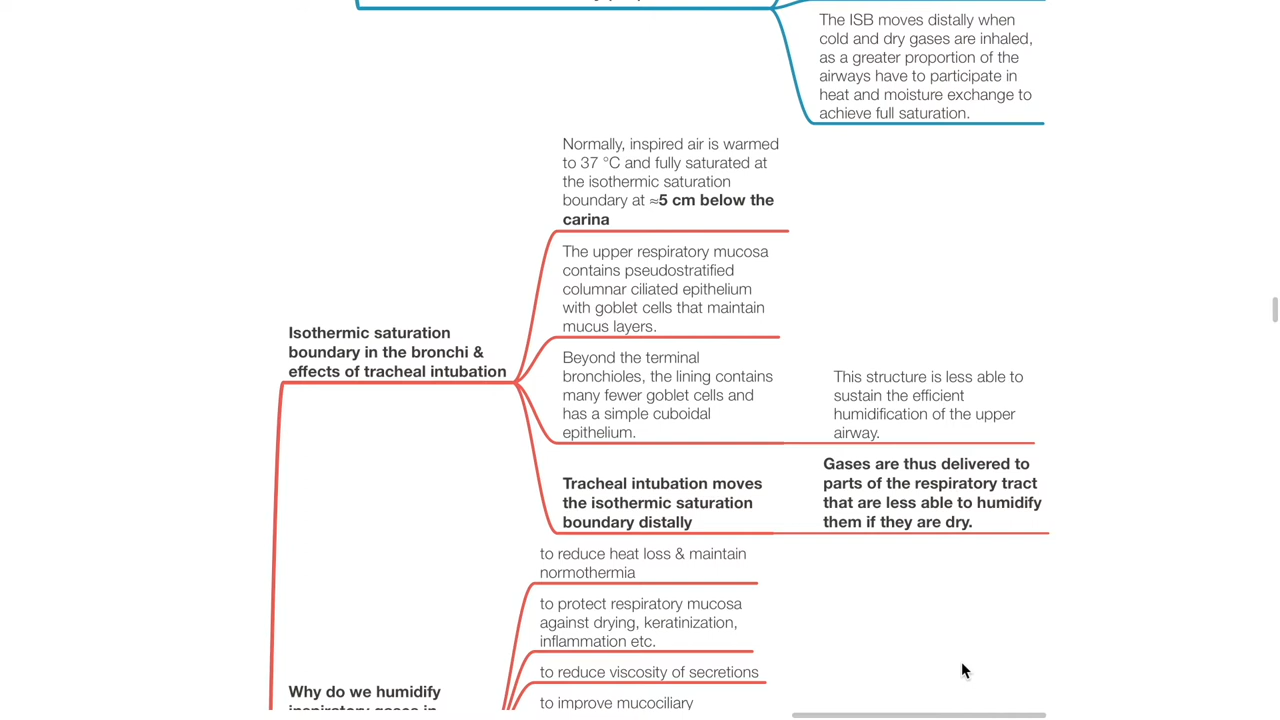 The ISB moves distally when
cold and dry gases are inhaled,
as a greater proportion of the
airways have to participate in
heat and moisture exchange to
achieve full saturation.
Normally, inspired air is warmed
to 37 °C and fully saturated at
the isothermic saturation
boundary at ≈5 cm below the
carina
The upper respiratory mucosa
contains pseudostratified
columnar ciliated epithelium
with goblet cells that maintain
mucus layers.
Isothermic saturation
boundary in the bronchi &
effects of tracheal intubation
Beyond the terminal
bronchioles, the lining contains
many fewer goblet cells and
has a simple cuboidal
epithelium.
This structure is less able to
sustain the efficient
humidification of the upper
airway.
Tracheal intubation moves
the isothermic saturation
boundary distally
Gases are thus delivered to
parts of the respiratory tract
that are less able to humidify
them if they are dry.
to reduce heat loss & maintain
normothermia
to protect respiratory mucosa
against drying, keratinization,
inflammation etc.
to reduce viscosity of secretions
to improve mucociliary
Why do we humidify
inspiratory gases in